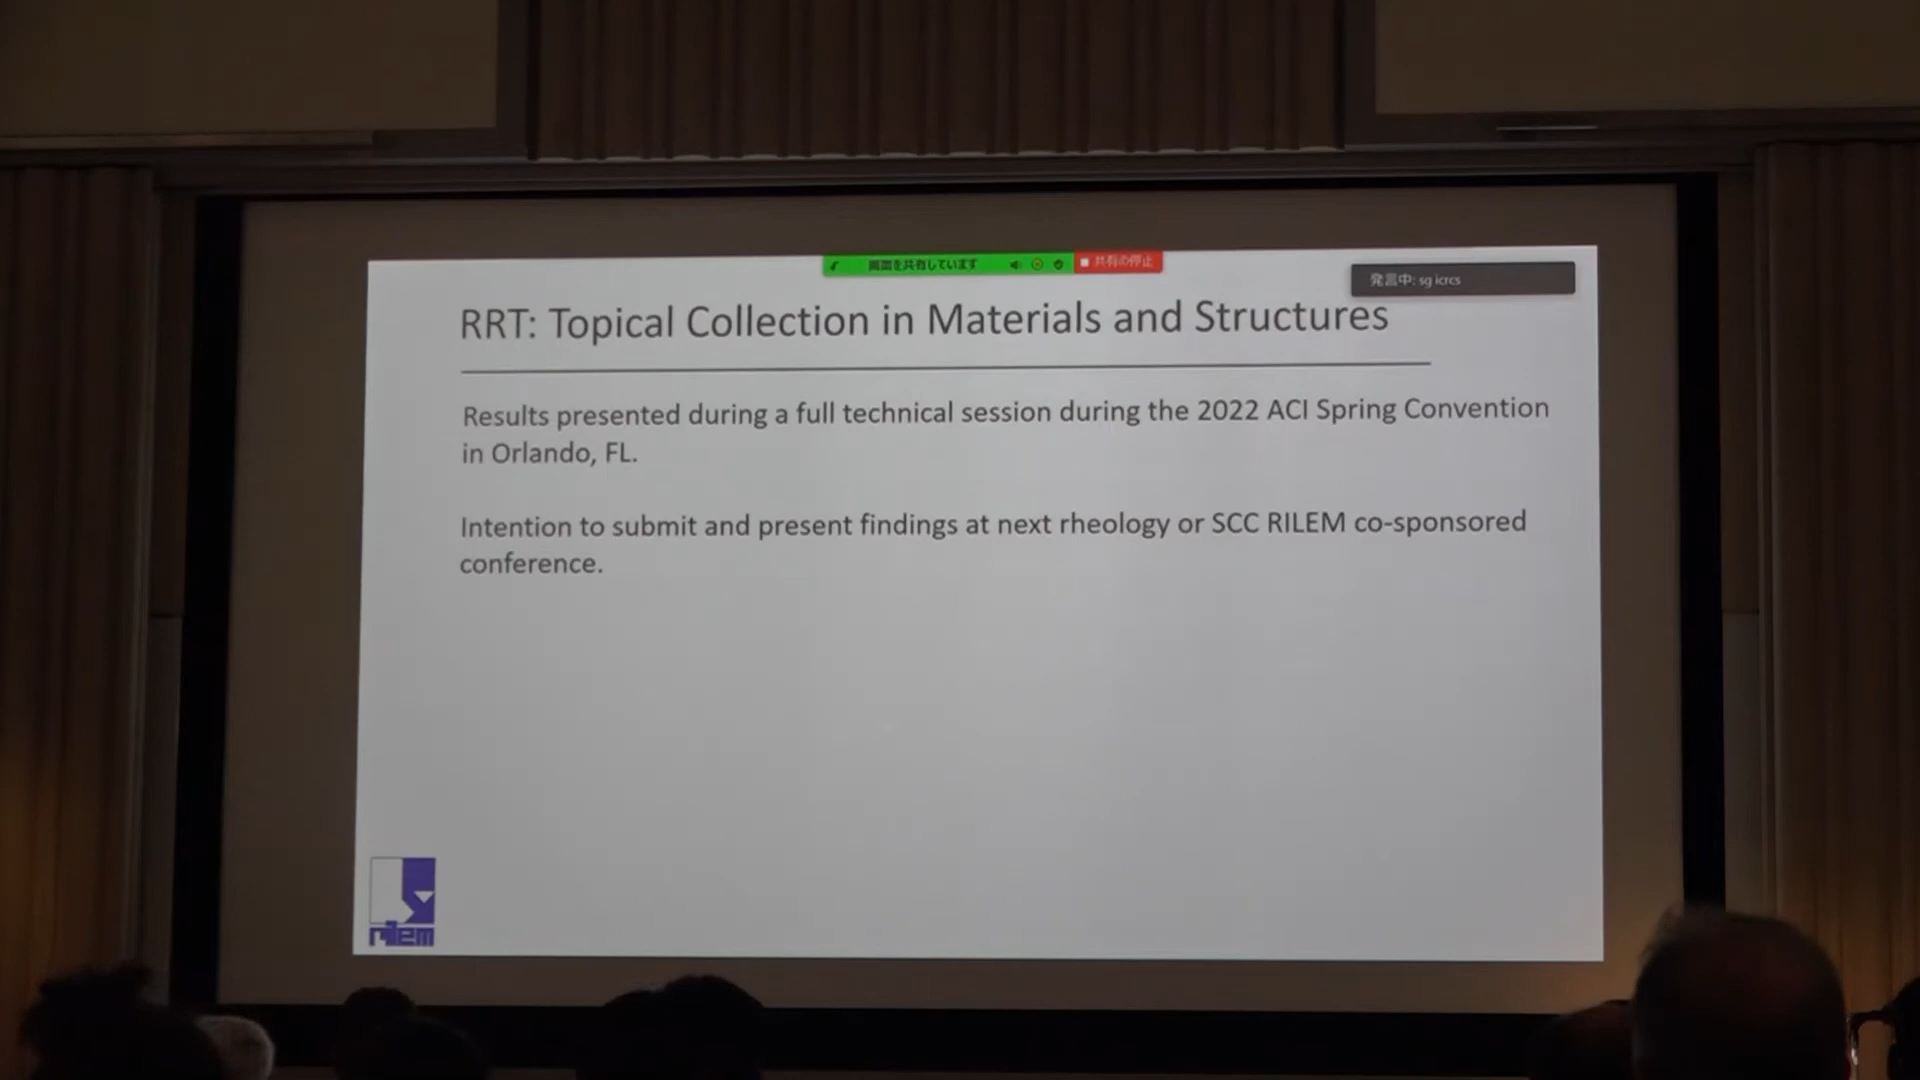 画面を共有しています
共有の停止
発言中: sg icrcs
RRT: Topical Collection in Materials and Structures
Results presented during a full technical session during the 2022 ACI Spring Convention
in Orlando, FL.
Intention to submit and present findings at next rheology or SCC RILEM co-sponsored
conference.
rilem